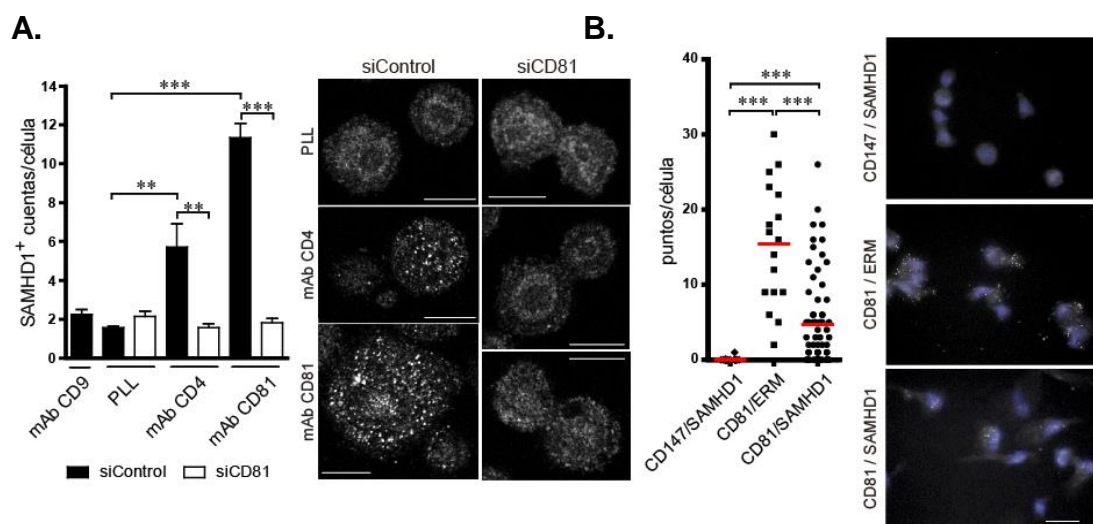 A.
SAMHD1+ cuentas/célula
14
12
10
8
6
4
2
0
***
***
**
**
mAb CD9
PLL
mAb CD4
mAb CD81
siControl
siCD81
siControl
siCD81
PLL
mAb CD4
mAb CD81
B.
puntos/célula
40
30
20
10
0
***
***
***
CD147/SAMHD1
CD81/ERM
CD81/SAMHD1
CD147 / SAMHD1
CD81 / ERM
CD81 / SAMHD1